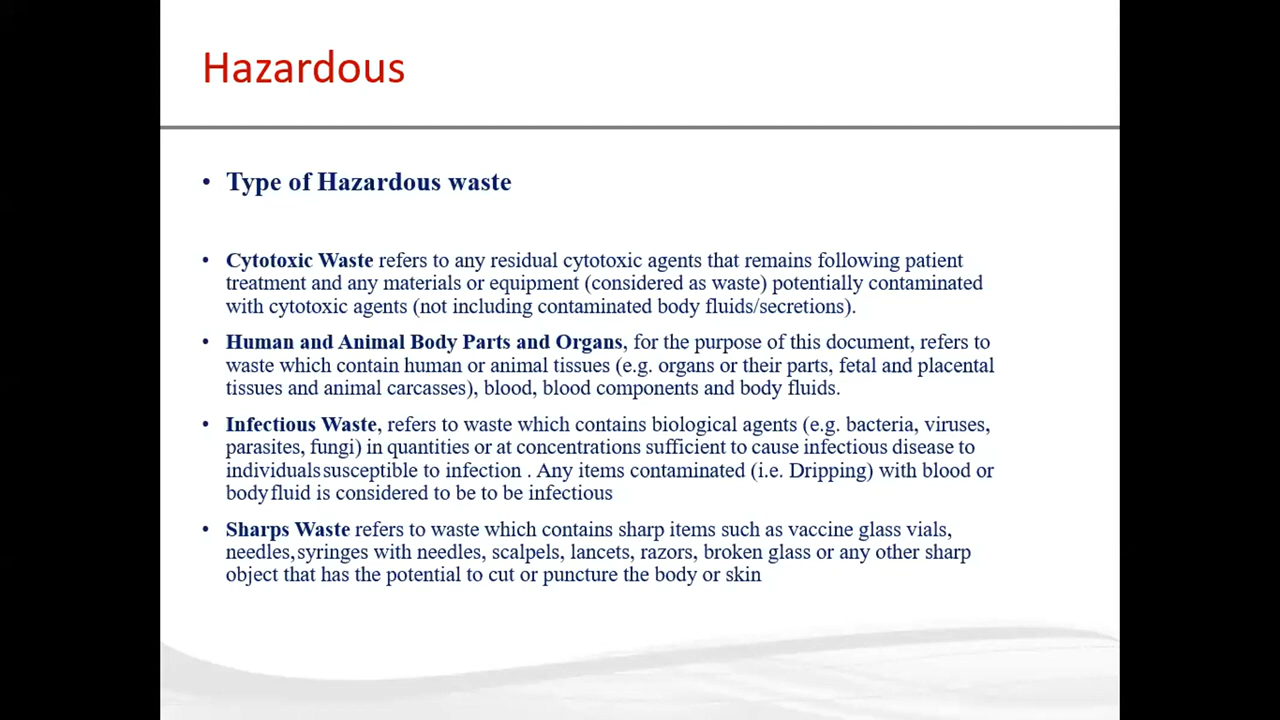 Hazardous
• Type of Hazardous waste
• Cytotoxic Waste refers to any residual cytotoxic agents that remains following patient
treatment and any materials or equipment (considered as waste) potentially contaminated
with cytotoxic agents (not including contaminated body fluids/secretions).
• Human and Animal Body Parts and Organs, for the purpose of this document, refers to
waste which contain human or animal tissues (e.g. organs or their parts, fetal and placental
tissues and animal carcasses), blood, blood components and body fluids.
• Infectious Waste, refers to waste which contains biological agents (e.g. bacteria, viruses,
parasites, fungi) in quantities or at concentrations sufficient to cause infectious disease to
individuals susceptible to infection . Any items contaminated (i.e. Dripping) with blood or
body fluid is considered to be to be infectious
• Sharps Waste refers to waste which contains sharp items such as vaccine glass vials,
needles, syringes with needles, scalpels, lancets, razors, broken glass or any other sharp
object that has the potential to cut or puncture the body or skin